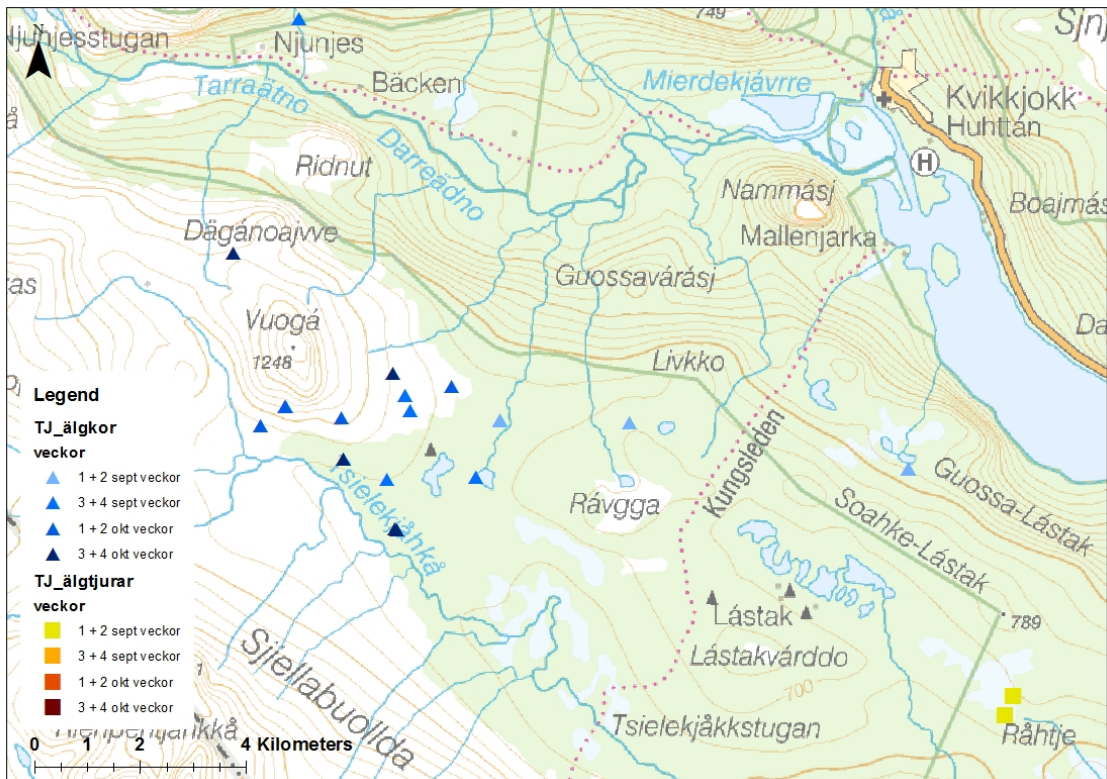 749
Njunjesstugan
N
Njunjes
Bäcken
Tarraätno
Mierdekjávrre
Kvikkjokk
Huhttán
H
Darreädno
Ridnut
Nammásj
Boajmás
Mallenjarka
Dägánoajvve
Guossavárásj
Vuogá
1248
Livkko
Da
Legend
TJ_älgkor
veckor
1 + 2 sept veckor
3 + 4 sept veckor
1 + 2 okt veckor
3 + 4 okt veckor
TJ_älgtjurar
veckor
1 + 2 sept veckor
3 + 4 sept veckor
1 + 2 okt veckor
3 + 4 okt veckor
Tsielekjåhkå
Rávgga
Kungsleden
Guossa-Lástak
Soahke-Lástak
Lástak
789
Lástakvárddo
700
Sjiellabuollda
Tsielekjåkkstugan
Råhtje
0 1 2 4 Kilometers